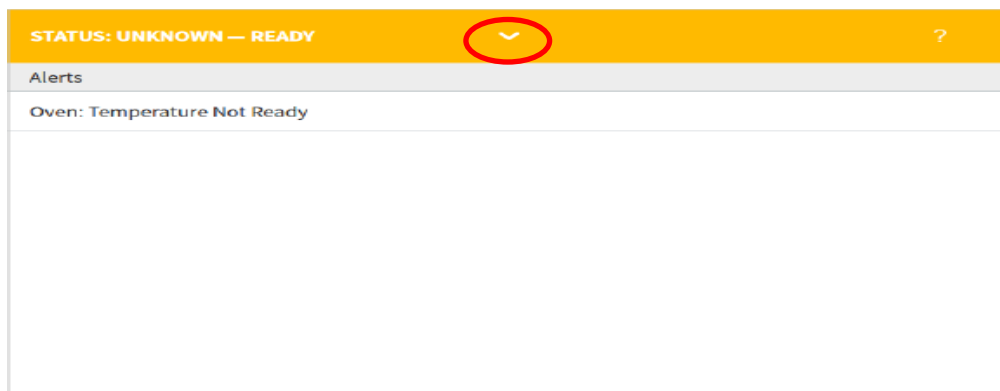 STATUS: UNKNOWN — READY ?
Alerts
Oven: Temperature Not Ready